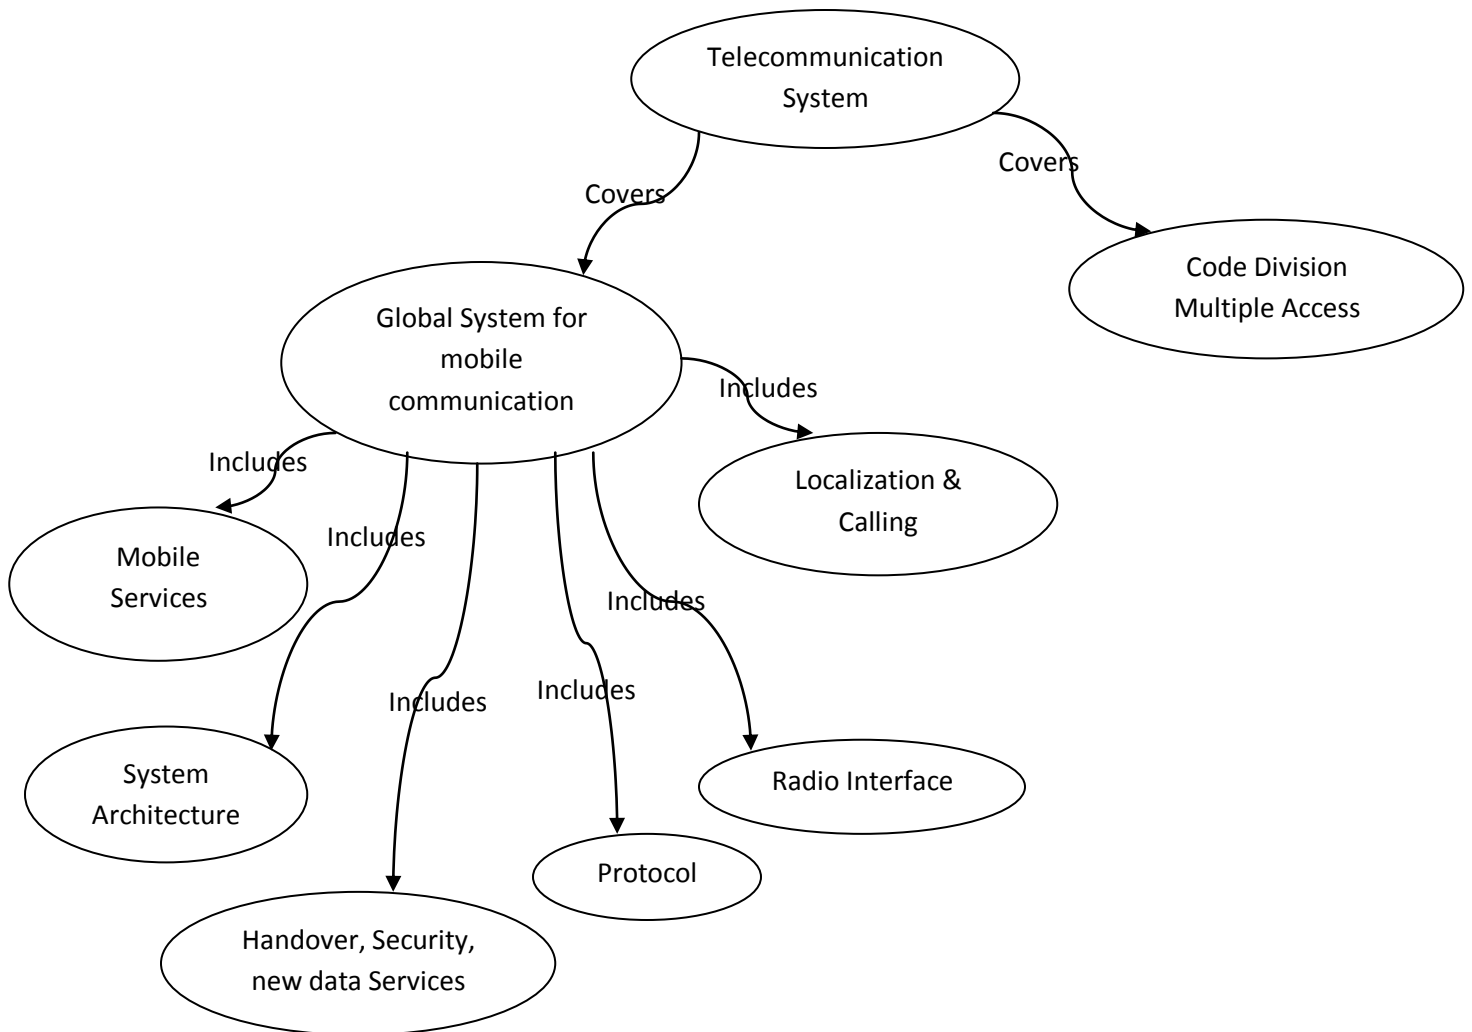 Telecommunication
System
Covers
Covers
Code Division
Multiple Access
Global System for
mobile
communication
Includes
Includes
Localization &
Calling
Includes
Mobile
Services
Includes
Includes
Includes
System
Architecture
Radio Interface
Protocol
Handover, Security,
new data Services